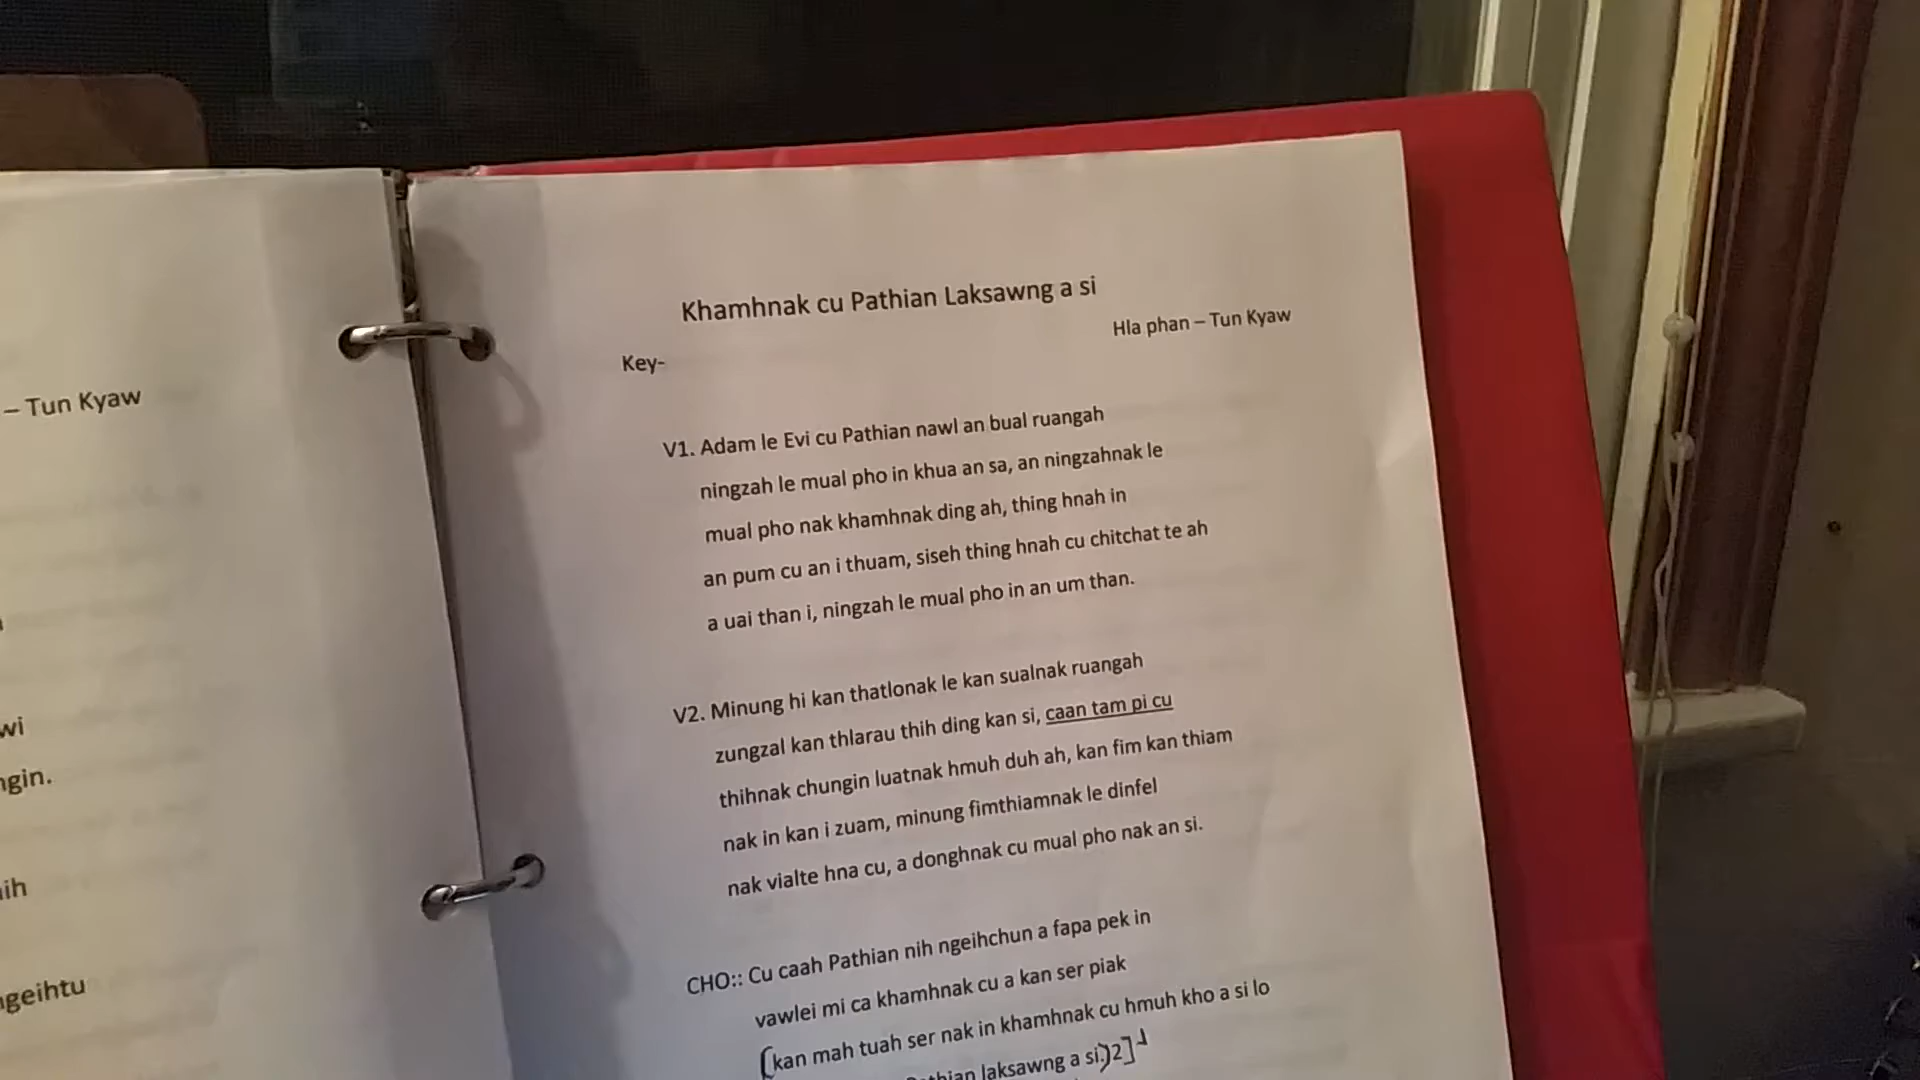 – Tun Kyaw
Khamhnak cu Pathian Laksawng a si
Hla phan – Tun Kyaw
Key-
V1. Adam le Evi cu Pathian nawl an bual ruangah
ningzah le mual pho in khua an sa, an ningzahnak le
mual pho nak khamhnak ding ah, thing hnah in
an pum cu an i thuam, siseh thing hnah cu chitchat te ah
a uai than i, ningzah le mual pho in an um than.
V2. Minung hi kan thatlonak le kan sualnak ruangah
zungzal kan thlarau thih ding kan si, caan tam pi cu
thihnak chungin luatnak hmuh duh ah, kan fim kan thiam
nak in kan i zuam, minung fimthiamnak le dinfel
nak vialte hna cu, a donghnak cu mual pho nak an si.
CHO:: Cu caah Pathian nih ngeihchun a fapa pek in
vawlei mi ca khamhnak cu a kan ser piak
(kan mah tuah ser nak in khamhnak cu hmuh kho a si lo
laksawng a si.)2]